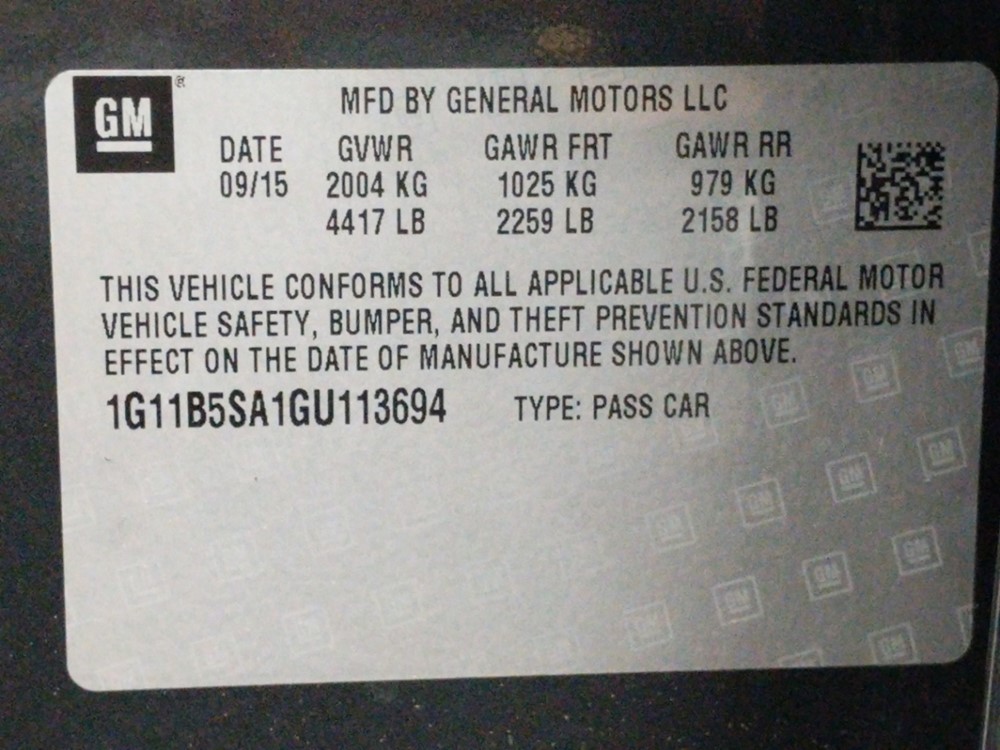 GM ®
MFD BY GENERAL MOTORS LLC
DATE GVWR GAWR FRT GAWR RR
09/15 2004 KG 1025 KG 979 KG
4417 LB 2259 LB 2158 LB
THIS VEHICLE CONFORMS TO ALL APPLICABLE U.S. FEDERAL MOTOR
VEHICLE SAFETY, BUMPER, AND THEFT PREVENTION STANDARDS IN
EFFECT ON THE DATE OF MANUFACTURE SHOWN ABOVE.
1G11B5SA1GU113694 TYPE: PASS CAR